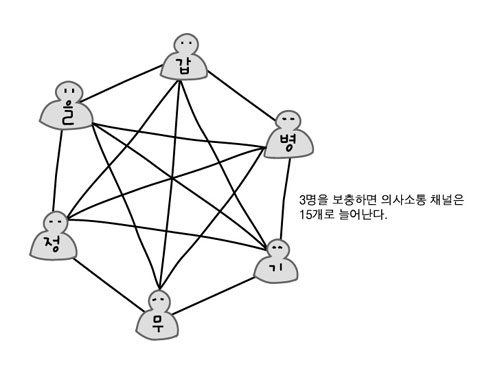 갑
을
병
정
기
무
3명을 보충하면 의사소통 채널은
15개로 늘어난다.